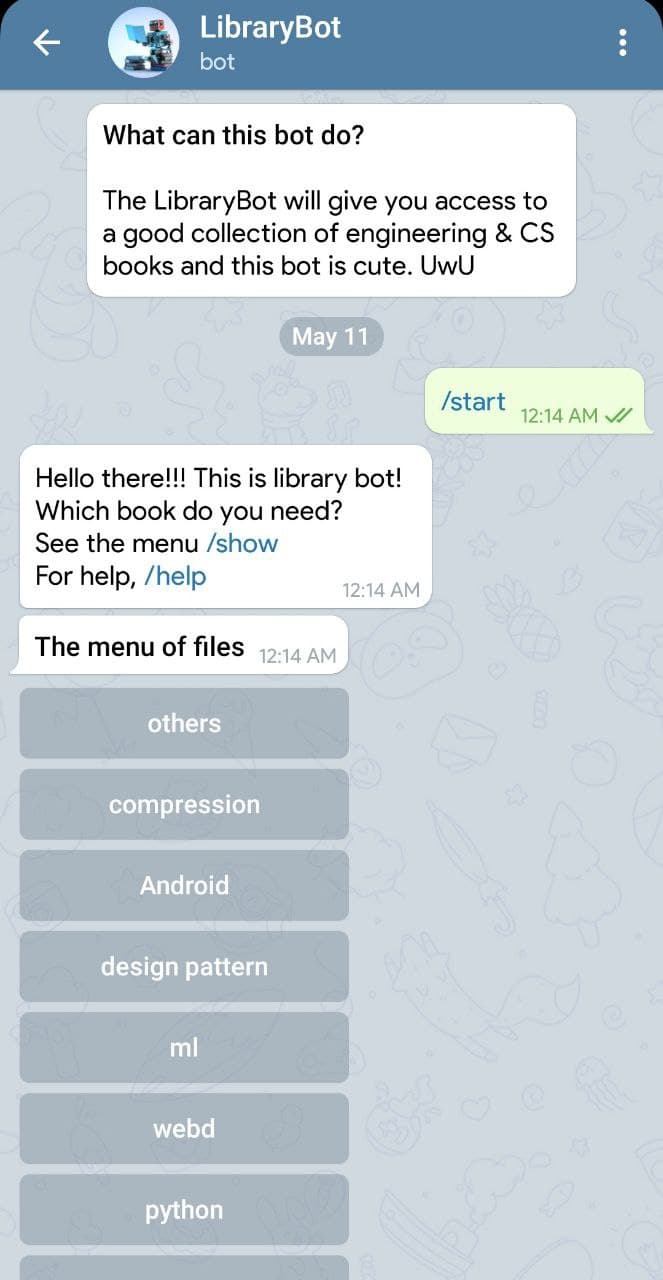 LibraryBot
bot
What can this bot do?
The LibraryBot will give you access to
a good collection of engineering & CS
books and this bot is cute. UwU
May 11
/start
12:14 AM
Hello there!!! This is library bot!
Which book do you need?
See the menu /show
For help, /help
12:14 AM
The menu of files
12:14 AM
others
compression
Android
design pattern
ml
webd
python